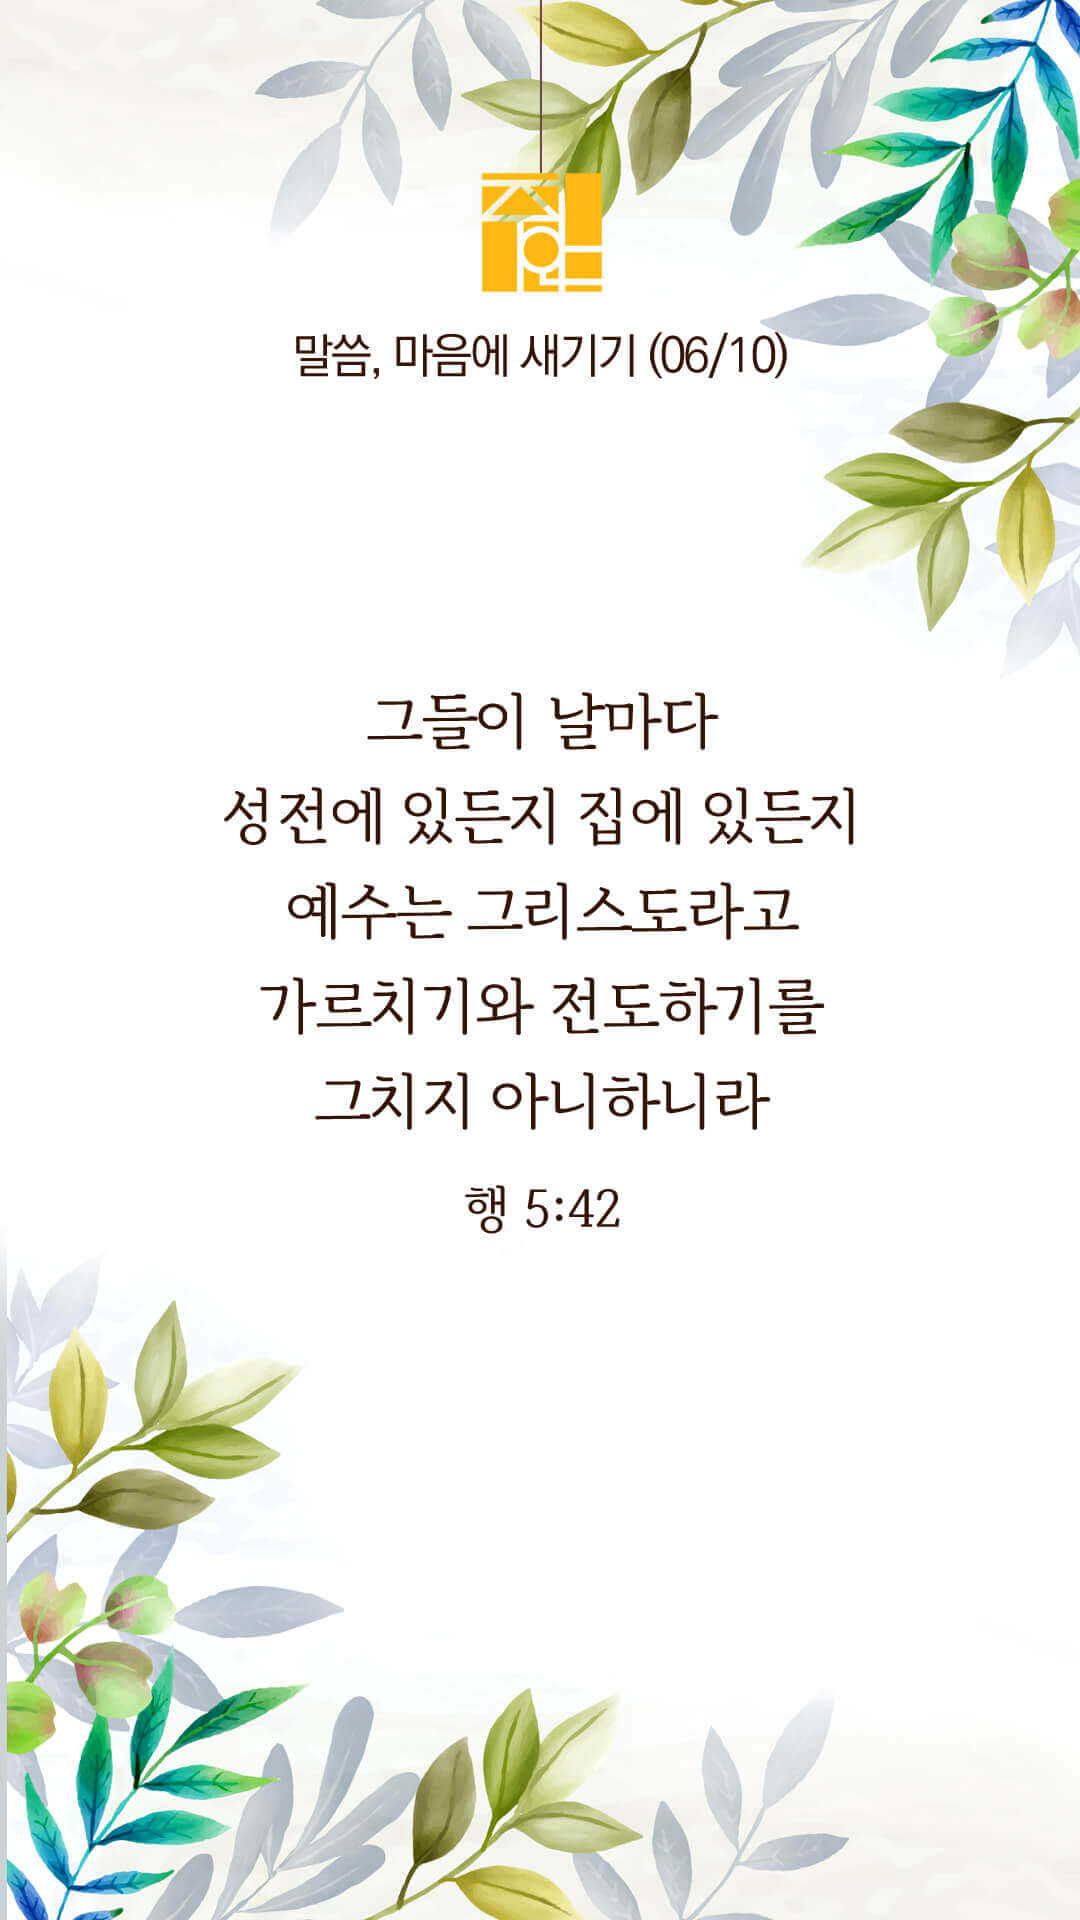 말씀, 마음에 새기기 (06/10)
그들이 날마다
성전에 있든지 집에 있든지
예수는 그리스도라고
가르치기와 전도하기를
그치지 아니하니라
행 5:42